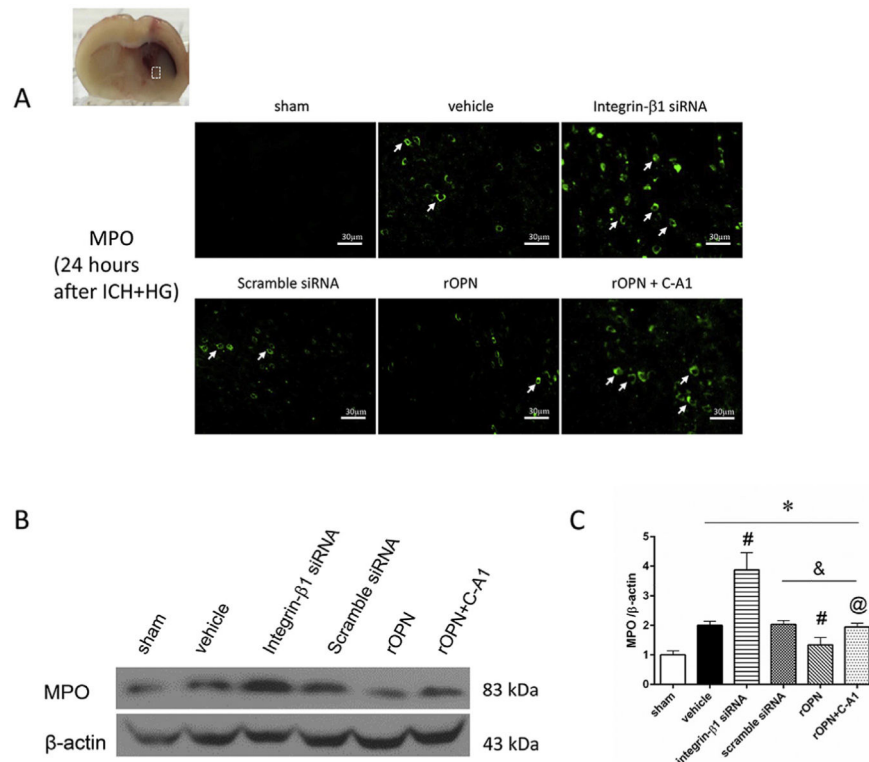 A
sham
vehicle
Integrin-β1 siRNA
30μm
30μm
30μm
MPO
(24 hours
after ICH+HG)
Scramble siRNA
rOPN
rOPN + C-A1
30μm
30μm
30μm
B
sham
vehicle
Integrin-β1 siRNA
Scramble siRNA
rOPN
rOPN+C-A1
MPO
83 kDa
β-actin
43 kDa
C
*
#
&
#
@
MPO/β-actin
5
4
3
2
1
0
sham
vehicle
integrin-β1 siRNA
scramble siRNA
rOPN
rOPN+C-A1